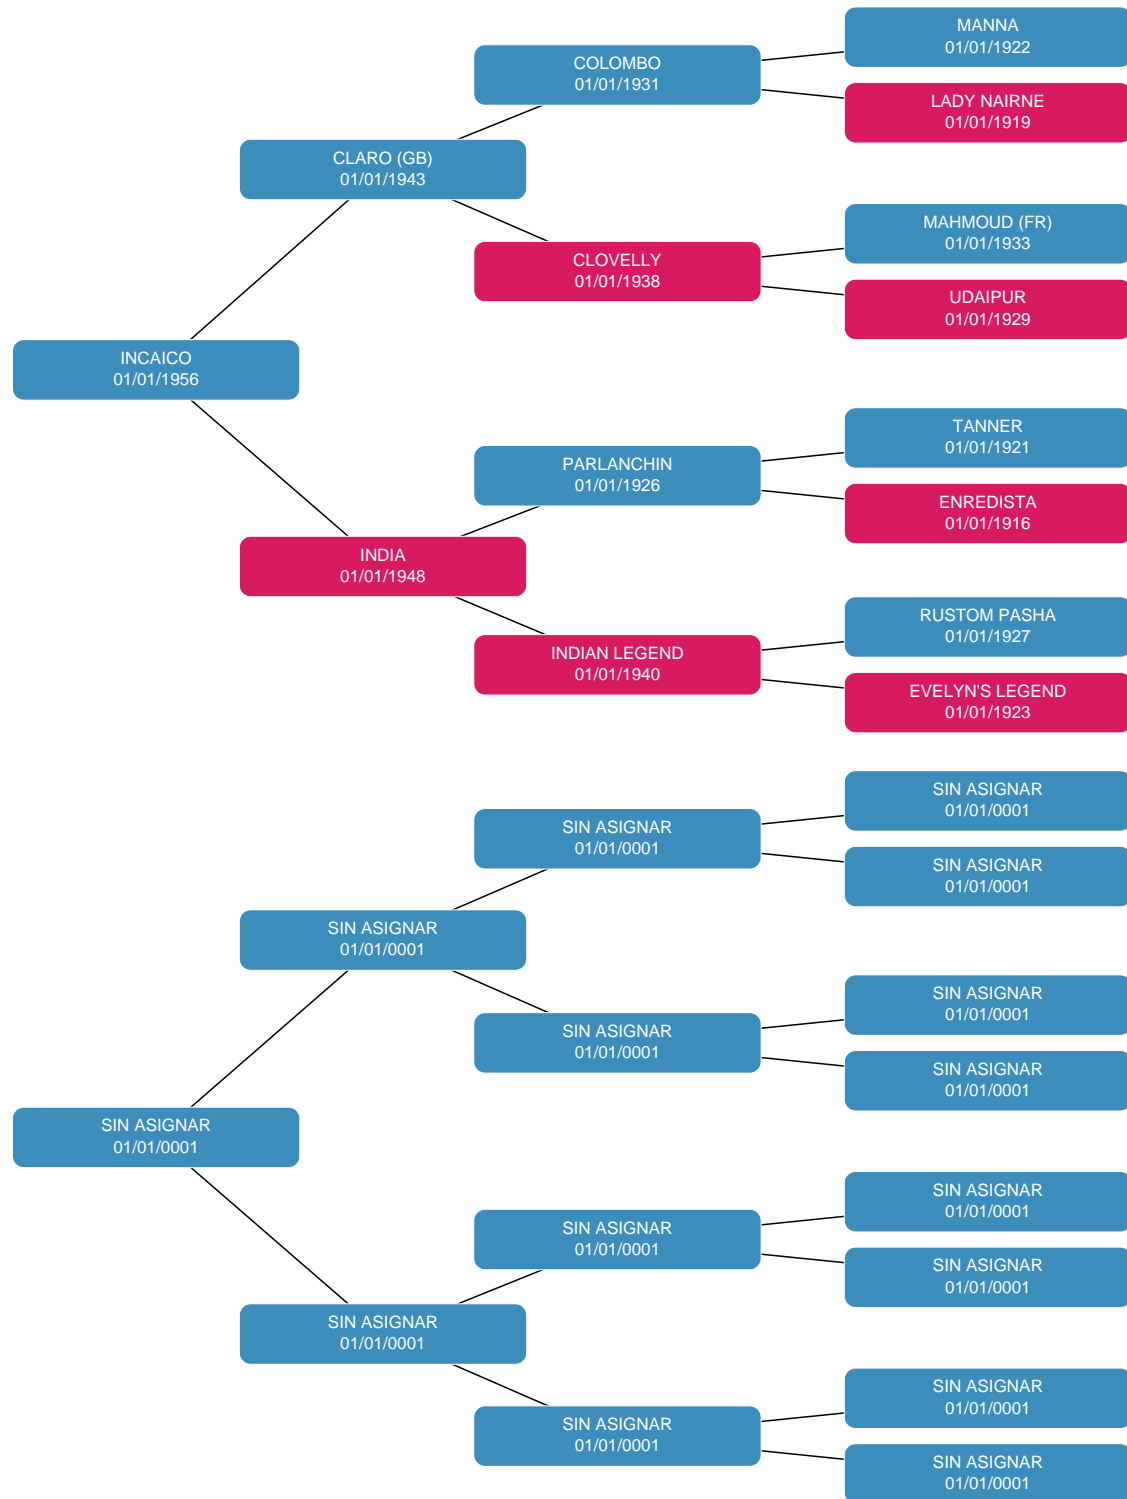 MANNA
01/01/1922
COLOMBO
01/01/1931
LADY NAIRNE
01/01/1919
CLARO (GB)
01/01/1943
MAHMOUD (FR)
01/01/1933
CLOVELLY
01/01/1938
UDAIPUR
01/01/1929
INCAICO
01/01/1956
TANNER
01/01/1921
PARLANCHIN
01/01/1926
ENREDISTA
01/01/1916
INDIA
01/01/1948
RUSTOM PASHA
01/01/1927
INDIAN LEGEND
01/01/1940
EVELYN'S LEGEND
01/01/1923
SIN ASIGNAR
01/01/0001
SIN ASIGNAR
01/01/0001
SIN ASIGNAR
01/01/0001
SIN ASIGNAR
01/01/0001
SIN ASIGNAR
01/01/0001
SIN ASIGNAR
01/01/0001
SIN ASIGNAR
01/01/0001
SIN ASIGNAR
01/01/0001
SIN ASIGNAR
01/01/0001
SIN ASIGNAR
01/01/0001
SIN ASIGNAR
01/01/0001
SIN ASIGNAR
01/01/0001
SIN ASIGNAR
01/01/0001
SIN ASIGNAR
01/01/0001
SIN ASIGNAR
01/01/0001